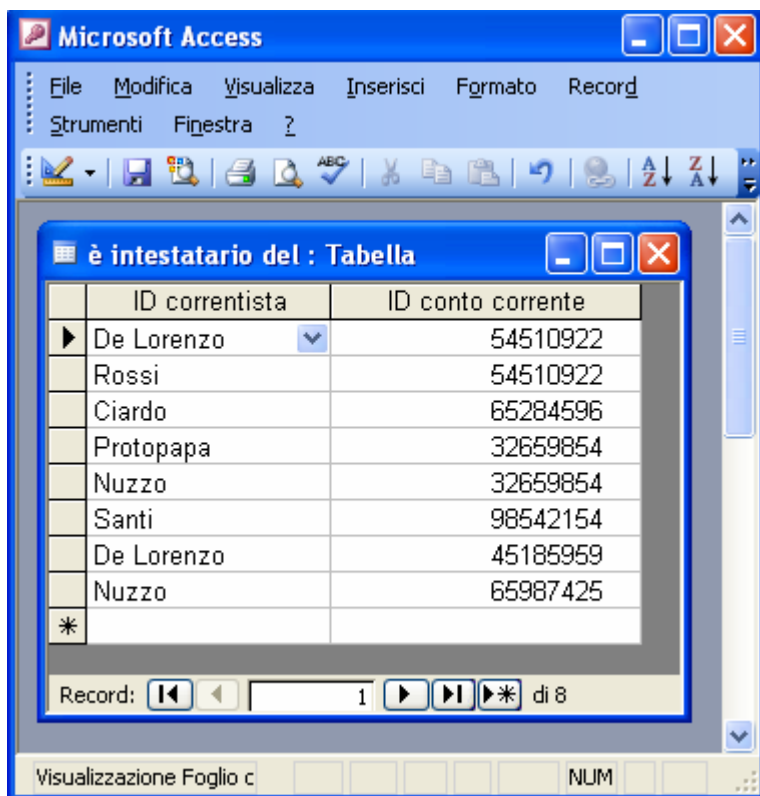 Microsoft Access
File Modifica Visualizza Inserisci Formato Record
Strumenti Finestra ?
ABC A Z Z A
è intestatario del : Tabella
ID correntista ID conto corrente
De Lorenzo 54510922
Rossi 54510922
Ciardo 65284596
Protopapa 32659854
Nuzzo 32659854
Santi 98542154
De Lorenzo 45185959
Nuzzo 65987425
Record: 1 di 8
Visualizzazione Foglio c NUM